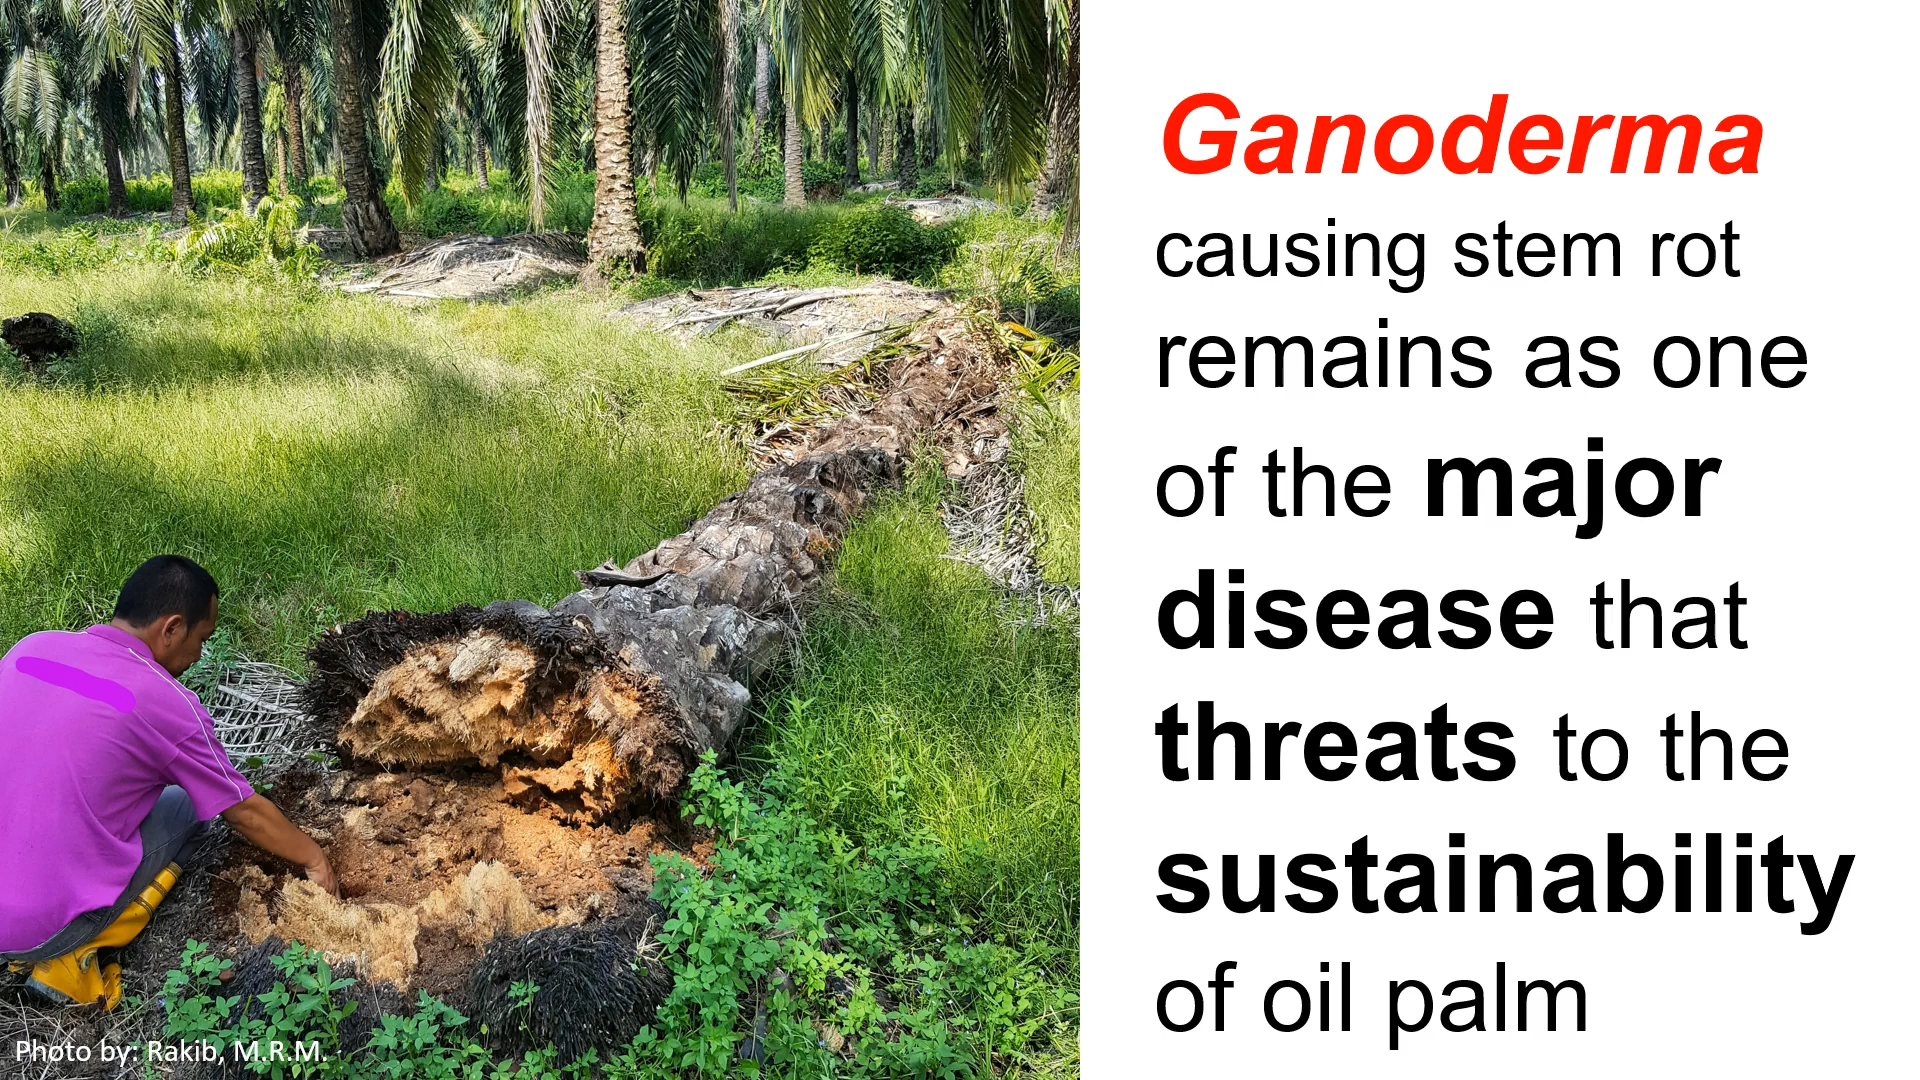 Ganoderma
causing stem rot
remains as one
of the major
disease that
threats to the
sustainability
of oil palm
Photo by: Rakib, M.R.M.